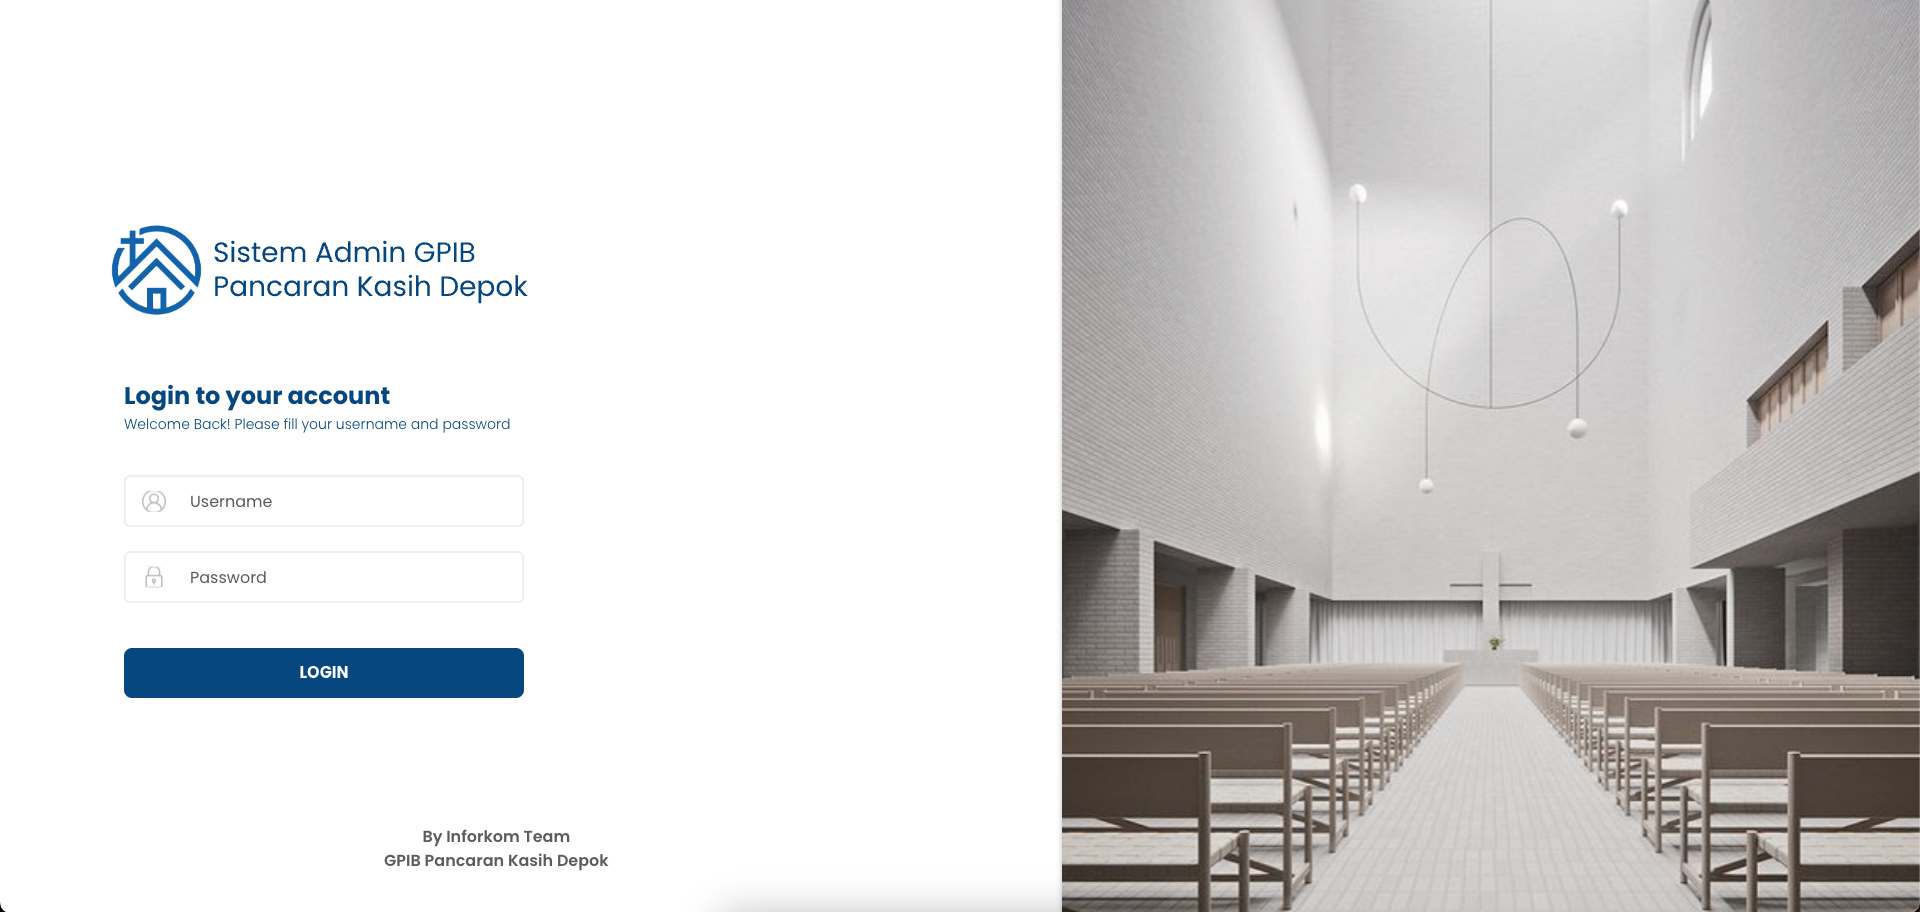 Sistem Admin GPIB
Pancaran Kasih Depok
Login to your account
Welcome Back! Please fill your username and password
Username
Password
LOGIN
By Inforkom Team
GPIB Pancaran Kasih Depok